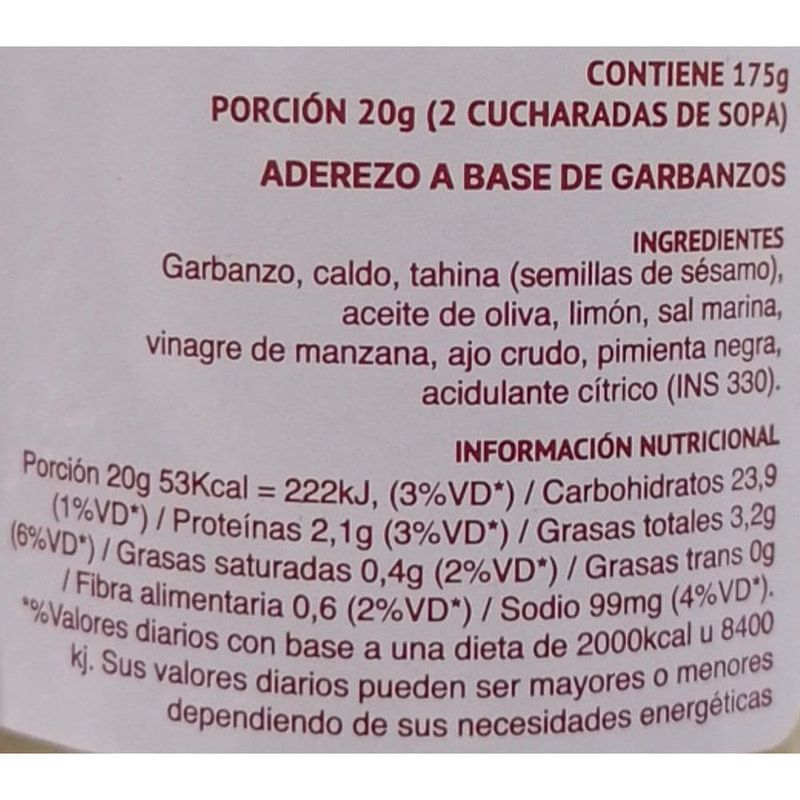 CONTIENE 175g
PORCIÓN 20g (2 CUCHARADAS DE SOPA)
ADEREZO A BASE DE GARBANZOS
INGREDIENTES
Garbanzo, caldo, tahina (semillas de sésamo),
aceite de oliva, limón, sal marina,
vinagre de manzana, ajo crudo, pimienta negra,
acidulante cítrico (INS 330).
INFORMACIÓN NUTRICIONAL
Porción 20g 53Kcal = 222kJ, (3%VD*) / Carbohidratos 23,9
(1%VD*) / Proteínas 2,1g (3%VD*) / Grasas totales 3,2g
(6%VD*) / Grasas saturadas 0,4g (2%VD*) / Grasas trans 0g
/ Fibra alimentaria 0,6 (2%VD*) / Sodio 99mg (4%VD*).
*%Valores diarios con base a una dieta de 2000kcal u 8400
kj. Sus valores diarios pueden ser mayores o menores
dependiendo de sus necesidades energéticas